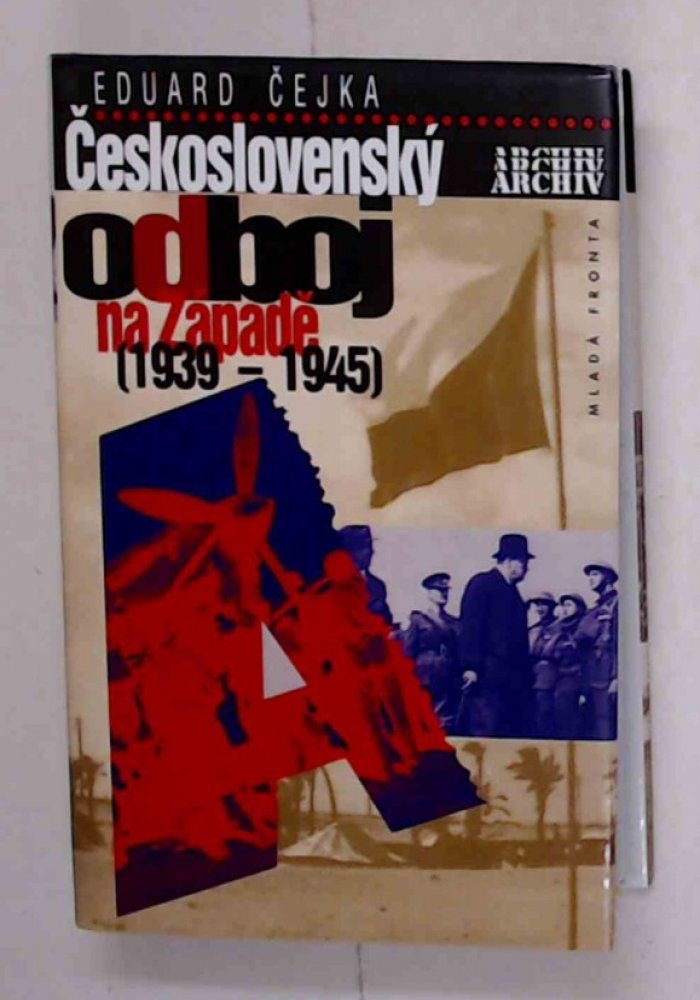 EDUARD ČEJKA
Československý
ARCHIV
ARCHIV
odboj
na Západě
(1939 – 1945)
MLADÁ FRONTA